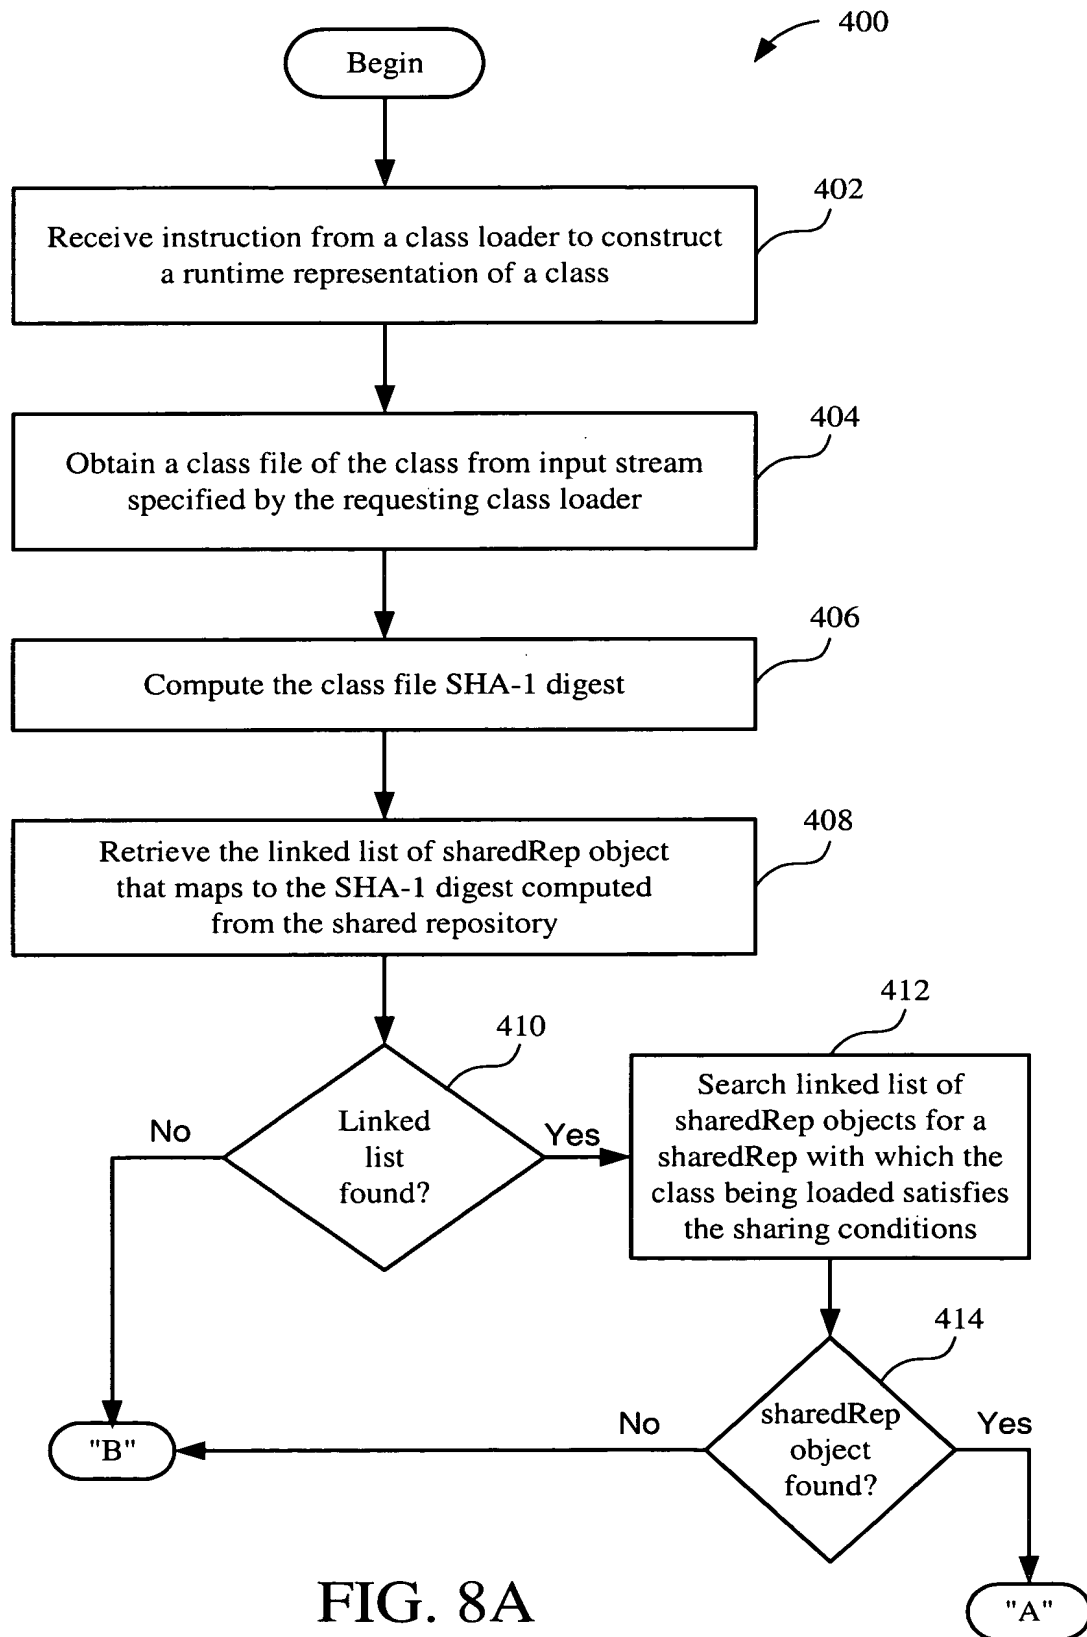 400
Begin
402
Receive instruction from a class loader to construct
a runtime representation of a class
404
Obtain a class file of the class from input stream
specified by the requesting class loader
406
Compute the class file SHA-1 digest
408
Retrieve the linked list of sharedRep object
that maps to the SHA-1 digest computed
from the shared repository
410
Linked
list
found?
No
Yes
412
Search linked list of
sharedRep objects for a
sharedRep with which the
class being loaded satisfies
the sharing conditions
414
sharedRep
object
found?
No
Yes
"B"
"A"
FIG. 8A